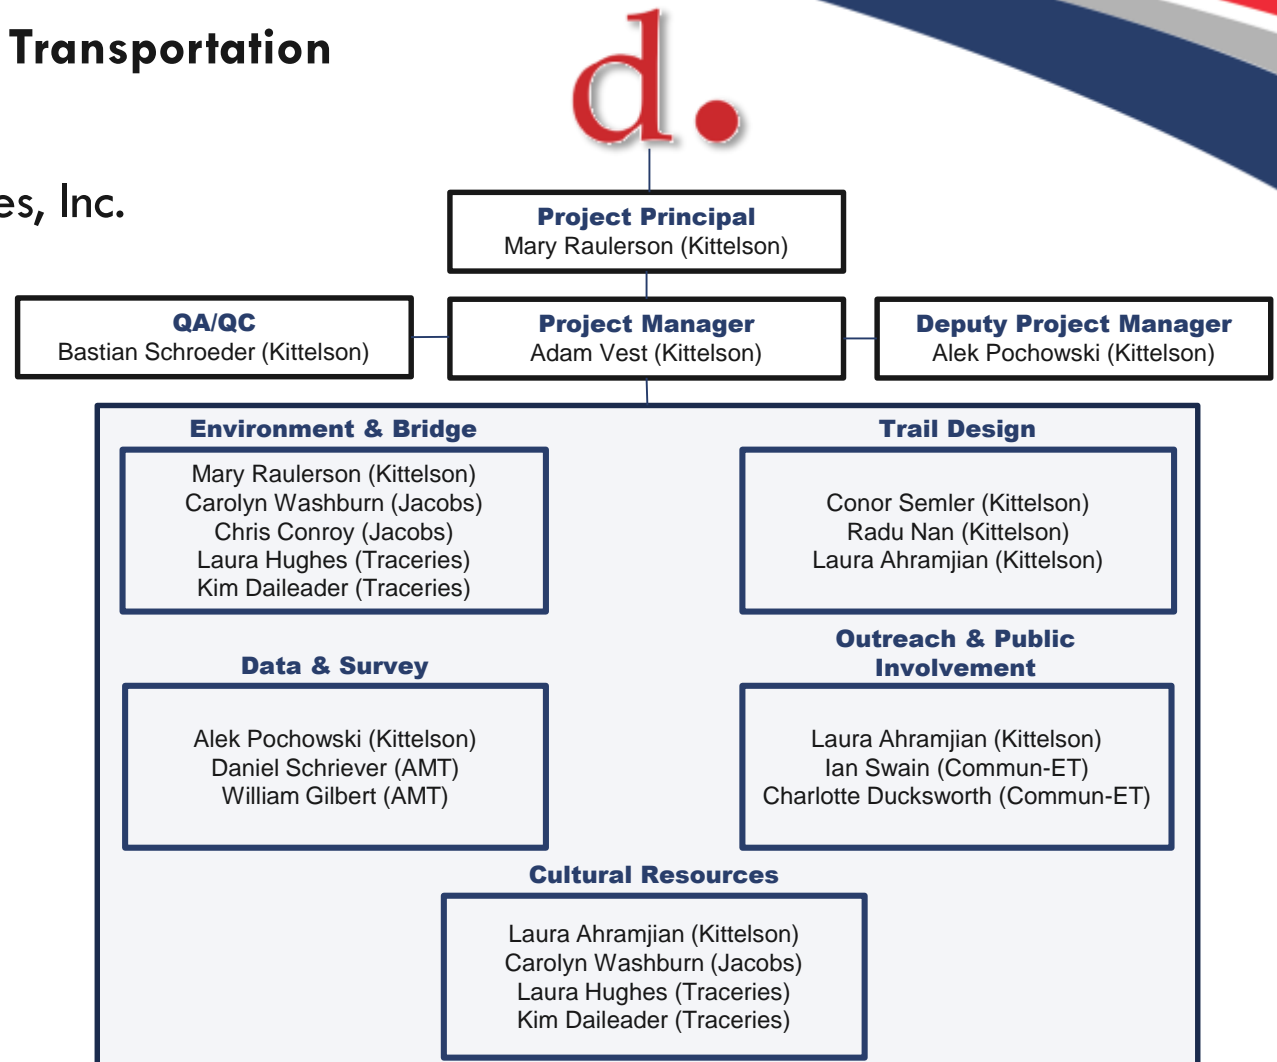 Transportation
d.
es, Inc.
Project Principal
Mary Raulerson (Kittelson)
QA/QC
Bastian Schroeder (Kittelson)
Project Manager
Adam Vest (Kittelson)
Deputy Project Manager
Alek Pochowski (Kittelson)
Environment & Bridge
Mary Raulerson (Kittelson)
Carolyn Washburn (Jacobs)
Chris Conroy (Jacobs)
Laura Hughes (Traceries)
Kim Daileader (Traceries)
Trail Design
Conor Semler (Kittelson)
Radu Nan (Kittelson)
Laura Ahramjian (Kittelson)
Data & Survey
Alek Pochowski (Kittelson)
Daniel Schriever (AMT)
William Gilbert (AMT)
Outreach & Public
Involvement
Laura Ahramjian (Kittelson)
Ian Swain (Commun-ET)
Charlotte Ducksworth (Commun-ET)
Cultural Resources
Laura Ahramjian (Kittelson)
Carolyn Washburn (Jacobs)
Laura Hughes (Traceries)
Kim Daileader (Traceries)